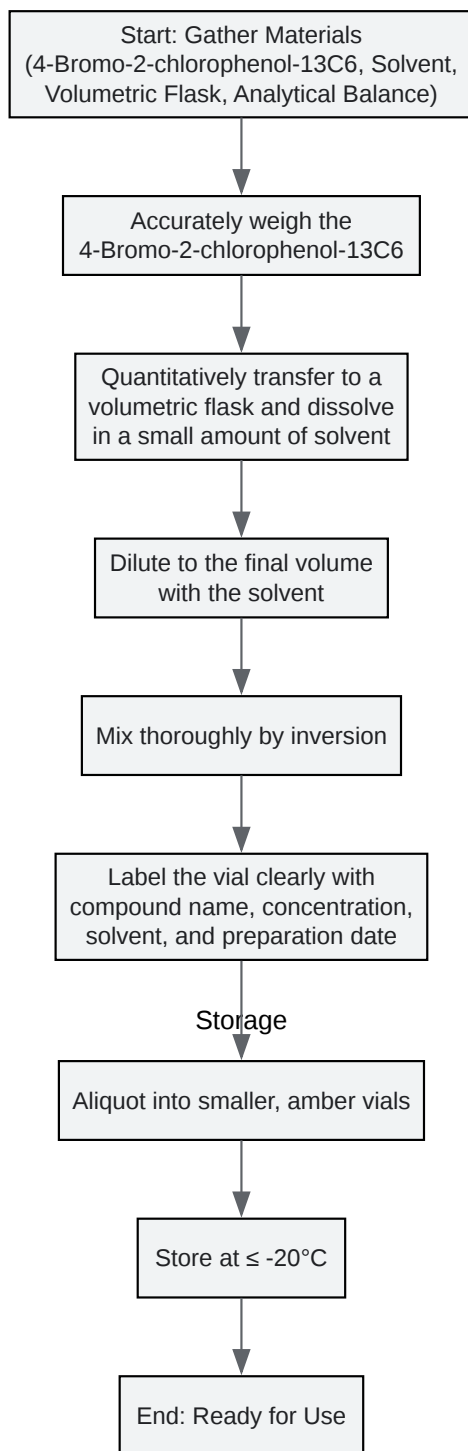 Start: Gather Materials
(4-Bromo-2-chlorophenol-13C6, Solvent,
Volumetric Flask, Analytical Balance)
Accurately weigh the
4-Bromo-2-chlorophenol-13C6
Quantitatively transfer to a
volumetric flask and dissolve
in a small amount of solvent
Dilute to the final volume
with the solvent
Mix thoroughly by inversion
Label the vial clearly with
compound name, concentration,
solvent, and preparation date
Storage
Aliquot into smaller, amber vials
Store at ≤ -20°C
End: Ready for Use